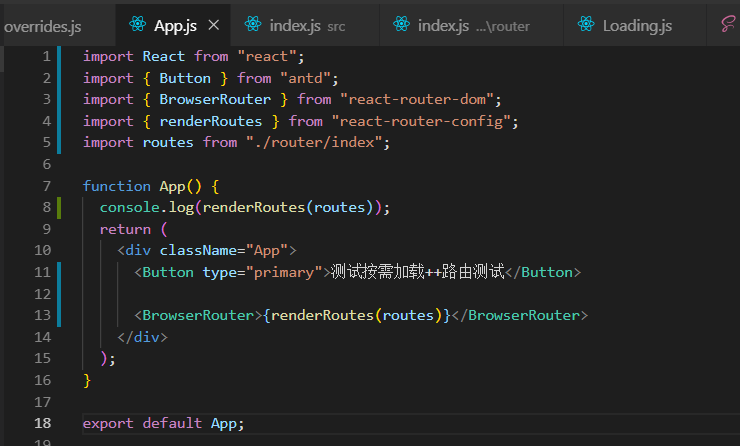 overrides.js App.js index.js src index.js ...\router Loading.js
1 import React from "react";
2 import { Button } from "antd";
3 import { BrowserRouter } from "react-router-dom";
4 import { renderRoutes } from "react-router-config";
5 import routes from "./router/index";
6
7 function App() {
8 console.log(renderRoutes(routes));
9 return (
10 <div className="App">
11 <Button type="primary">测试按需加载++路由测试</Button>
12
13 <BrowserRouter>{renderRoutes(routes)}</BrowserRouter>
14 </div>
15 );
16 }
17
18 export default App;
19